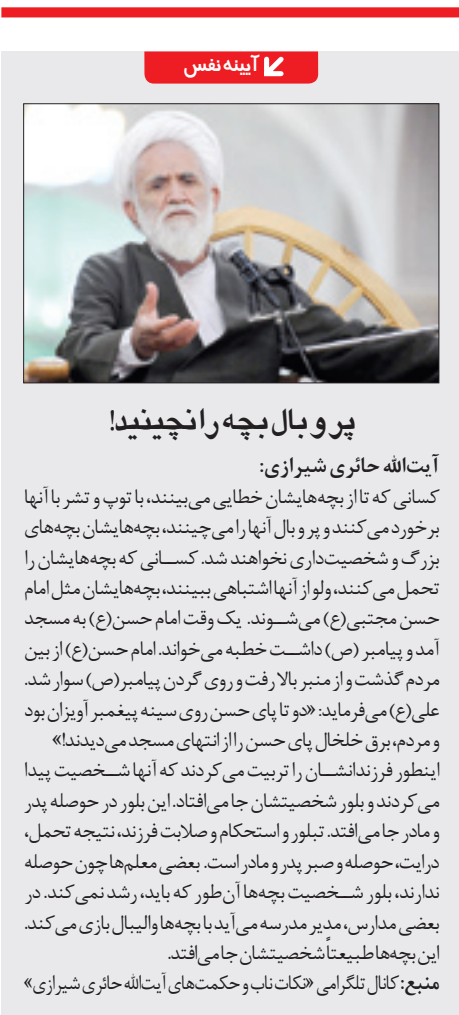 آیینه نفس
پر و بال بچه را نچینید!
آیت‌الله حائری شیرازی:
کسانی که تا از بچه‌هایشان خطایی می‌بینند، با توپ و تشر با آنها
برخورد می‌کنند و پر و بال آنها را می‌چینند، بچه‌هایشان بچه‌های
بزرگ و شخصیت‌داری نخواهند شد. کسانی که بچه‌هایشان را
تحمل می‌کنند، ولو از آنها اشتباهی ببینند، بچه‌هایشان مثل امام
حسن مجتبی(ع) می‌شوند. یک وقت امام حسن(ع) به مسجد
آمد و پیامبر (ص) داشت خطبه می‌خواند. امام حسن(ع) از بین
مردم گذشت و از منبر بالا رفت و روی گردن پیامبر(ص) سوار شد.
علی(ع) می‌فرماید: «دو تا پای حسن روی سینه پیغمبر آویزان بود
و مردم، برق خلخال پای حسن را از انتهای مسجد می‌دیدند!»
اینطور فرزندانشان را تربیت می‌کردند که آنها شخصیت پیدا
می‌کردند و بلور شخصیتشان جا می‌افتاد. این بلور در حوصله پدر
و مادر جا می‌افتد. تبلور و استحکام و صلابت فرزند، نتیجه تحمل،
درایت، حوصله و صبر پدر و مادر است. بعضی معلم‌ها چون حوصله
ندارند، بلور شخصیت بچه‌ها آن‌طور که باید، رشد نمی‌کند. در
بعضی مدارس، مدیر مدرسه می‌آید با بچه‌ها والیبال بازی می‌کند.
این بچه‌ها طبیعتاً شخصیتشان جا می‌افتد.
منبع: کانال تلگرامی «نکات ناب و حکمت‌های آیت‌الله حائری شیرازی»